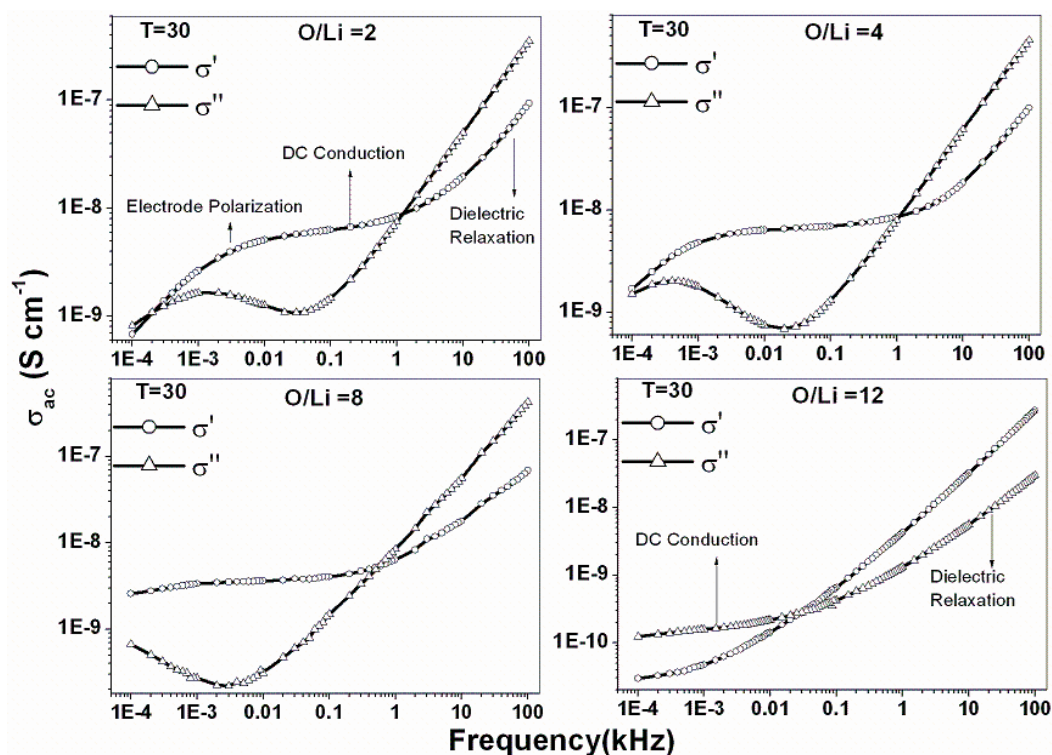 T=30
O/Li =2
σ'
σ''
1E-7
1E-8
1E-9
DC Conduction
Electrode Polarization
Dielectric
Relaxation
1E-4 1E-3 0.01 0.1 1 10 100
T=30
O/Li =4
σ'
σ''
1E-7
1E-8
1E-9
1E-4 1E-3 0.01 0.1 1 10 100
σac (S cm-1)
T=30
O/Li =8
σ'
σ''
1E-7
1E-8
1E-9
1E-4 1E-3 0.01 0.1 1 10 100
T=30
O/Li =12
σ'
σ''
1E-7
1E-8
1E-9
1E-10
DC Conduction
Dielectric
Relaxation
1E-4 1E-3 0.01 0.1 1 10 100
Frequency(kHz)